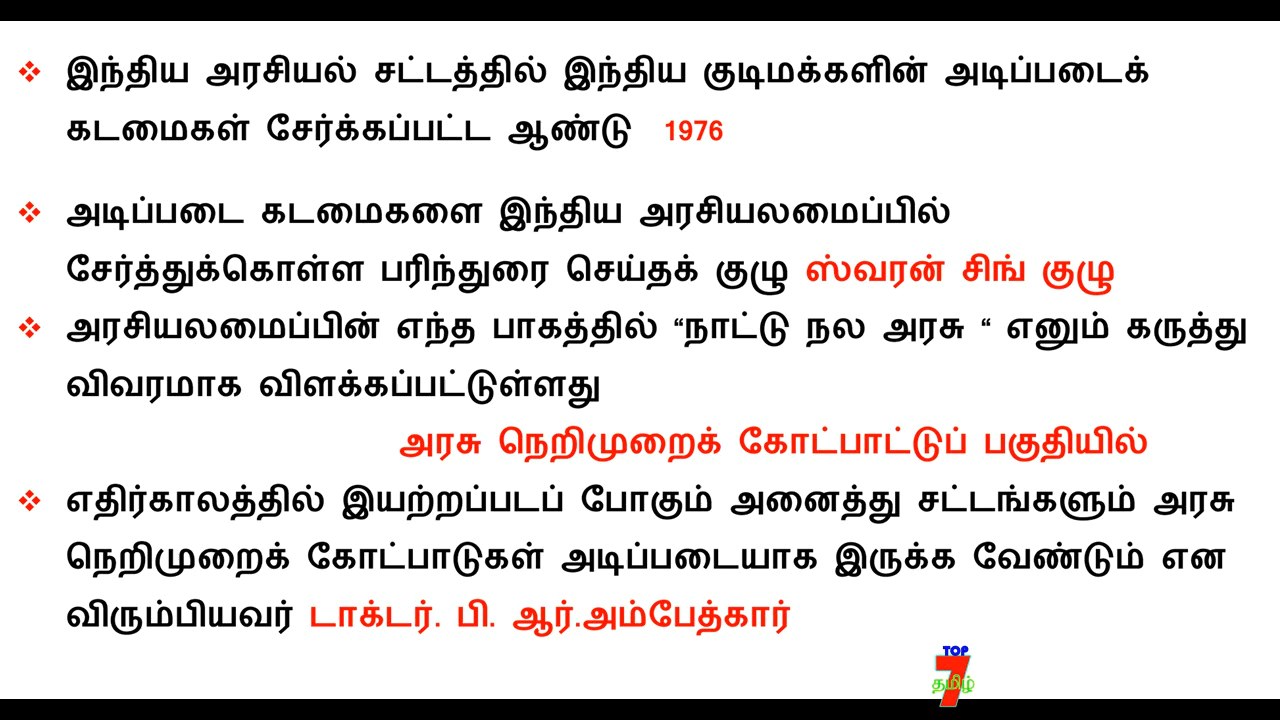 ❖ இந்திய அரசியல் சட்டத்தில் இந்திய குடிமக்களின் அடிப்படைக்
கடமைகள் சேர்க்கப்பட்ட ஆண்டு 1976
❖ அடிப்படை கடமைகளை இந்திய அரசியலமைப்பில்
சேர்த்துக்கொள்ள பரிந்துரை செய்தக் குழு ஸ்வரன் சிங் குழு
❖ அரசியலமைப்பின் எந்த பாகத்தில் “நாட்டு நல அரசு “ எனும் கருத்து
விவரமாக விளக்கப்பட்டுள்ளது
அரசு நெறிமுறைக் கோட்பாட்டுப் பகுதியில்
❖ எதிர்காலத்தில் இயற்றப்படப் போகும் அனைத்து சட்டங்களும் அரசு
நெறிமுறைக் கோட்பாடுகள் அடிப்படையாக இருக்க வேண்டும் என
விரும்பியவர் டாக்டர். பி. ஆர்.அம்பேத்கார்
TOP
7
தமிழ்